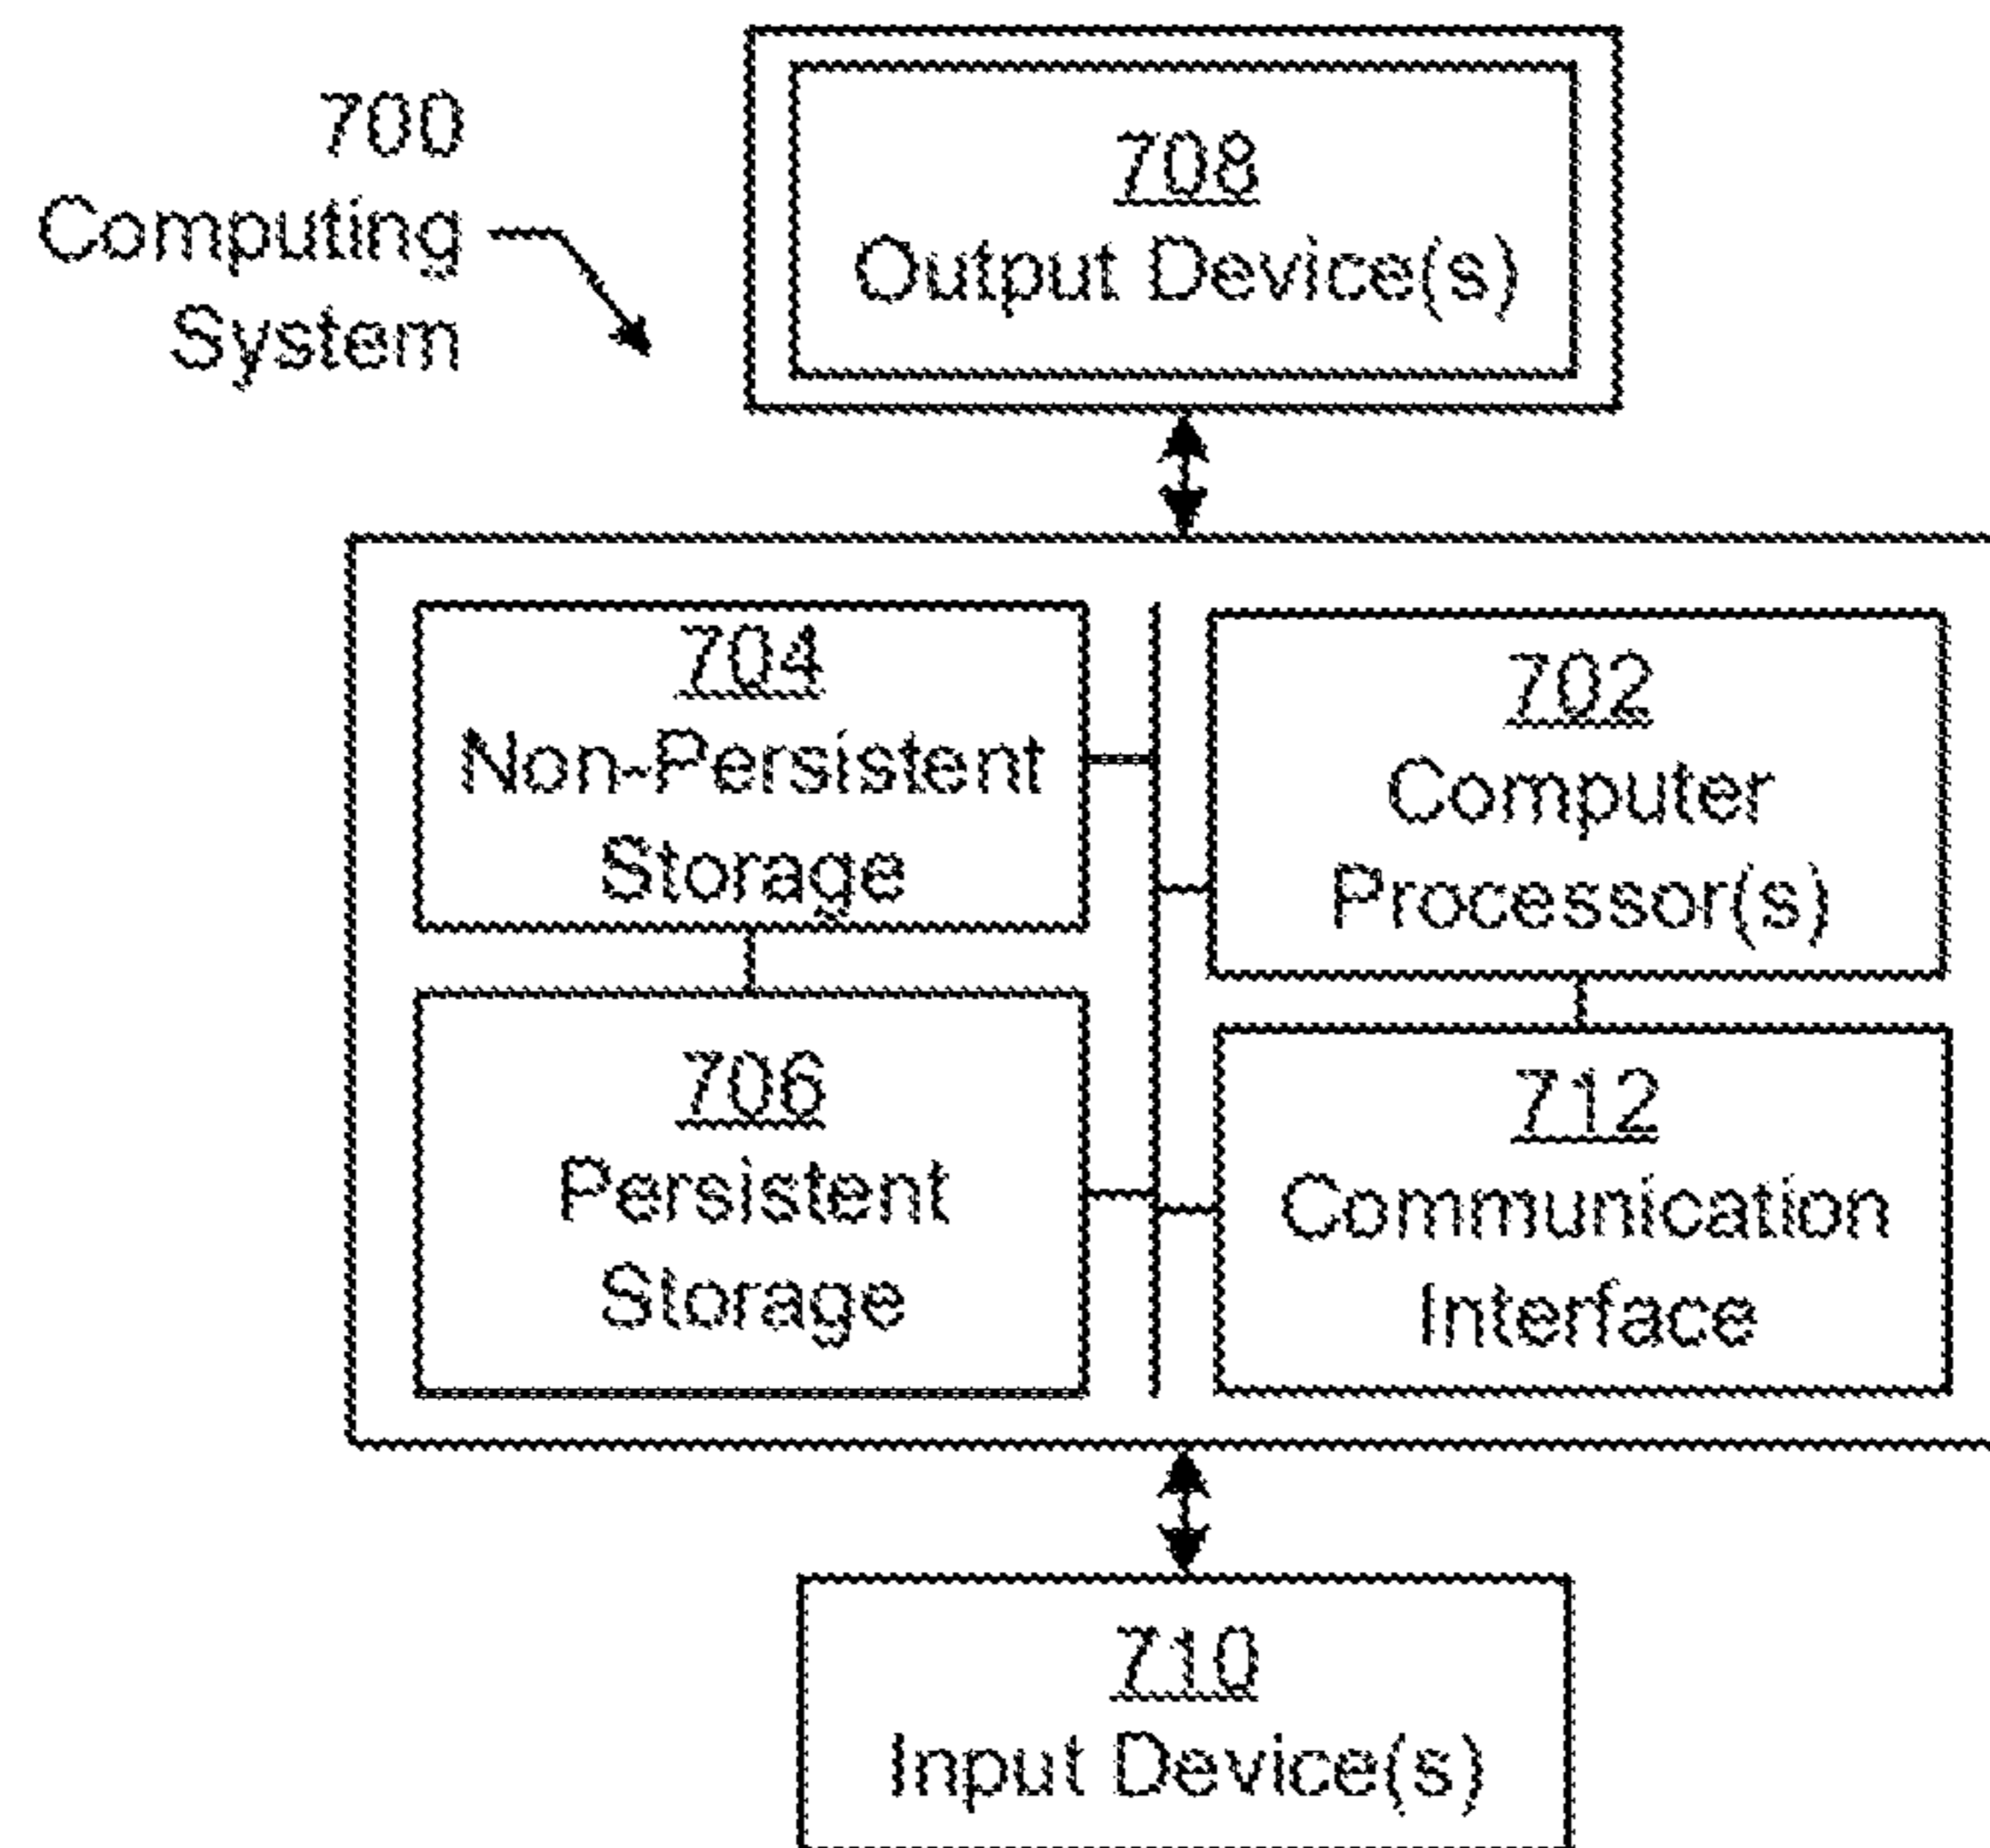 700
Computing
System
708
Output Device(s)
704
Non-Persistent
Storage
702
Computer
Processor(s)
706
Persistent
Storage
712
Communication
Interface
710
Input Device(s)